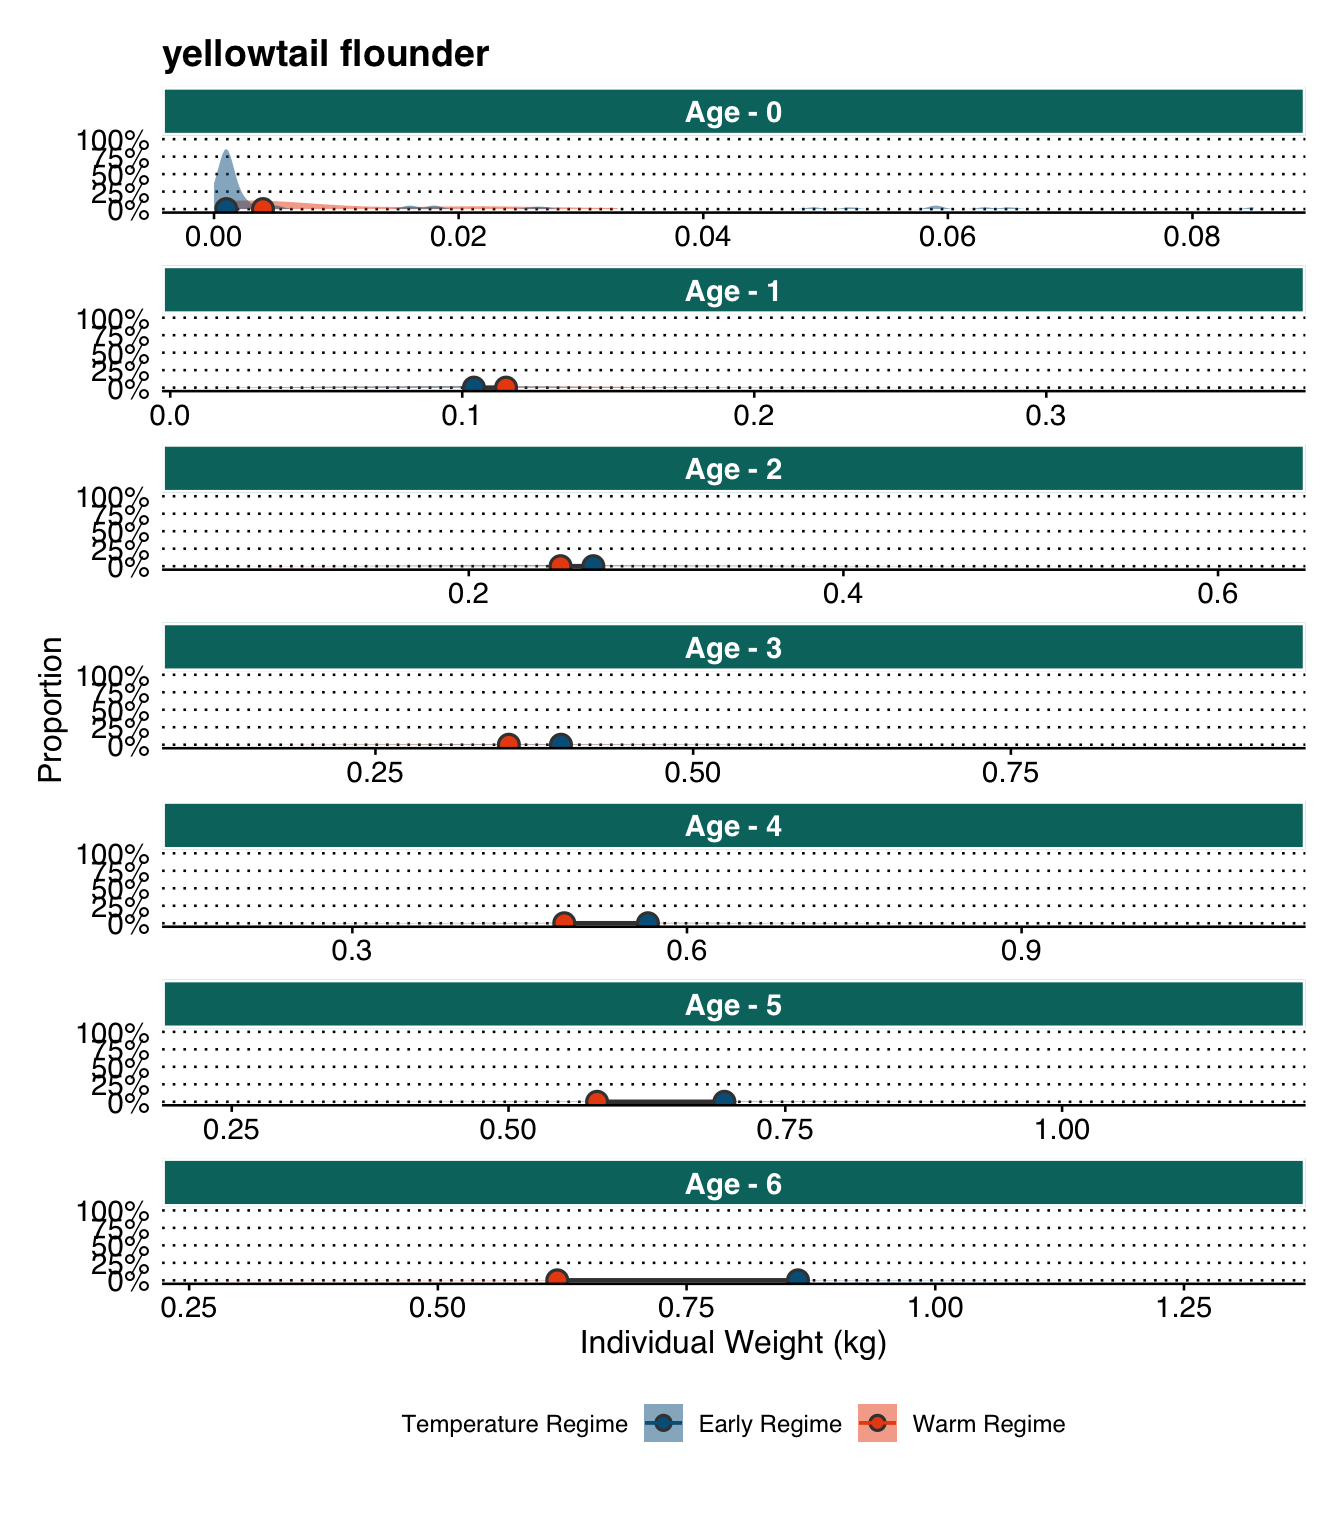 yellowtail flounder
Age - 0
100%
75%
50%
25%
0%
0.00 0.02 0.04 0.06 0.08
Age - 1
100%
75%
50%
25%
0%
0.0 0.1 0.2 0.3
Age - 2
100%
75%
50%
25%
0%
0.2 0.4 0.6
Age - 3
100%
75%
50%
25%
0%
0.25 0.50 0.75
Proportion
Age - 4
100%
75%
50%
25%
0%
0.3 0.6 0.9
Age - 5
100%
75%
50%
25%
0%
0.25 0.50 0.75 1.00
Age - 6
100%
75%
50%
25%
0%
0.25 0.50 0.75 1.00 1.25
Individual Weight (kg)
Temperature Regime Early Regime Warm Regime